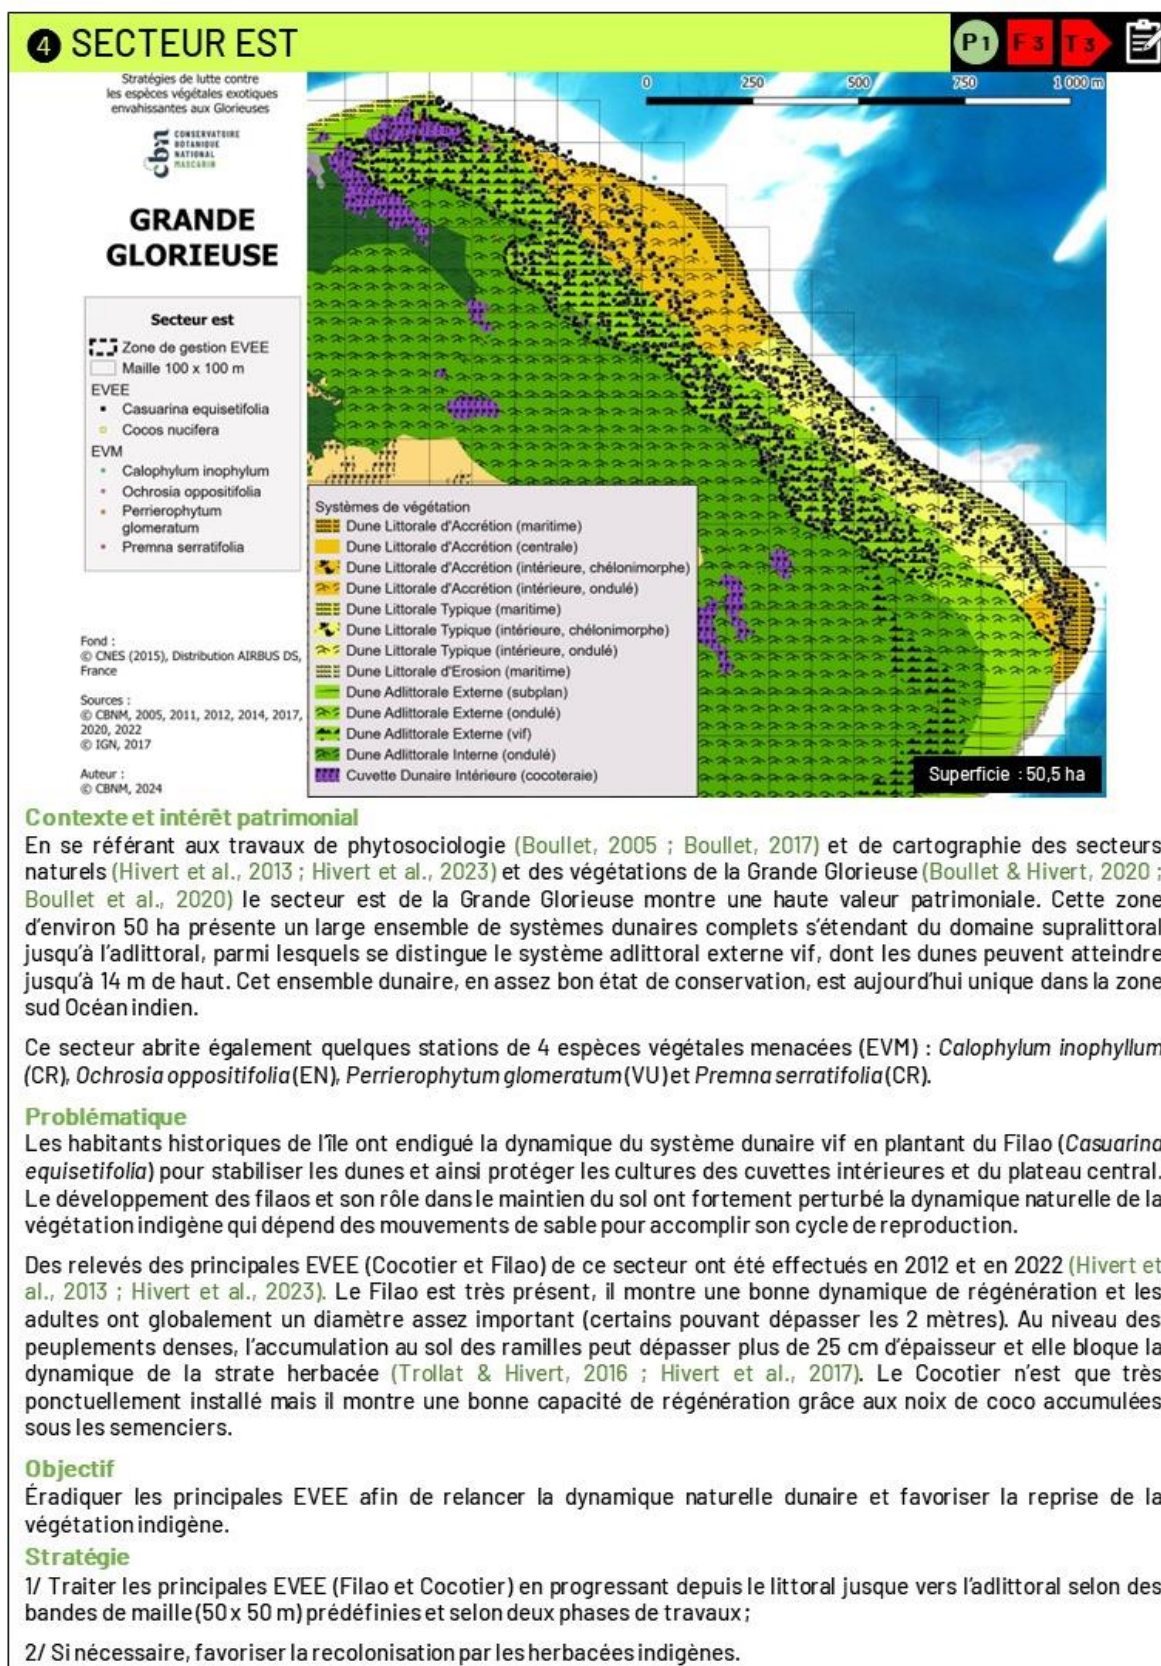 4 SECTEUR EST
P1 F3 T3
Stratégies de lutte contre
les espèces végétales exotiques
envahissantes aux Glorieuses
cbn
CONSERVATOIRE
BOTANIQUE
NATIONAL
MASCARIN
GRANDE
GLORIEUSE
Secteur est
Zone de gestion EVEE
Maille 100 x 100 m
EVEE
Casuarina equisetifolia
Cocos nucifera
EVM
Calophylum inophylum
Ochrosia oppositifolia
Perrierophytum
glomeratum
Premna serratifolia
Fond :
© CNES (2015), Distribution AIRBUS DS,
France
Sources :
© CBNM, 2005, 2011, 2012, 2014, 2017,
2020, 2022
© IGN, 2017
Auteur :
© CBNM, 2024
0 250 500 750 1 000 m
Systèmes de végétation
Dune Littorale d'Accrétion (maritime)
Dune Littorale d'Accrétion (centrale)
Dune Littorale d'Accrétion (intérieure, chélonimorphe)
Dune Littorale d'Accrétion (intérieure, ondulé)
Dune Littorale Typique (maritime)
Dune Littorale Typique (intérieure, chélonimorphe)
Dune Littorale Typique (intérieure, ondulé)
Dune Littorale d'Erosion (maritime)
Dune Adlittorale Externe (subplan)
Dune Adlittorale Externe (ondulé)
Dune Adlittorale Externe (vif)
Dune Adlittorale Interne (ondulé)
Cuvette Dunaire Intérieure (cocoteraie)
Superficie : 50,5 ha
Contexte et intérêt patrimonial
En se référant aux travaux de phytosociologie (Boullet, 2005 ; Boullet, 2017) et de cartographie des secteurs
naturels (Hivert et al., 2013 ; Hivert et al., 2023) et des végétations de la Grande Glorieuse (Boullet & Hivert, 2020 ;
Boullet et al., 2020) le secteur est de la Grande Glorieuse montre une haute valeur patrimoniale. Cette zone
d'environ 50 ha présente un large ensemble de systèmes dunaires complets s'étendant du domaine supralittoral
jusqu'à l'adlittoral, parmi lesquels se distingue le système adlittoral externe vif, dont les dunes peuvent atteindre
jusqu'à 14 m de haut. Cet ensemble dunaire, en assez bon état de conservation, est aujourd'hui unique dans la zone
sud Océan indien.
Ce secteur abrite également quelques stations de 4 espèces végétales menacées (EVM) : Calophylum inophyllum
(CR), Ochrosia oppositifolia (EN), Perrierophytum glomeratum (VU) et Premna serratifolia (CR).
Problématique
Les habitants historiques de l'île ont endigué la dynamique du système dunaire vif en plantant du Filao (Casuarina
equisetifolia) pour stabiliser les dunes et ainsi protéger les cultures des cuvettes intérieures et du plateau central.
Le développement des filaos et son rôle dans le maintien du sol ont fortement perturbé la dynamique naturelle de la
végétation indigène qui dépend des mouvements de sable pour accomplir son cycle de reproduction.
Des relevés des principales EVEE (Cocotier et Filao) de ce secteur ont été effectués en 2012 et en 2022 (Hivert et
al., 2013 ; Hivert et al., 2023). Le Filao est très présent, il montre une bonne dynamique de régénération et les
adultes ont globalement un diamètre assez important (certains pouvant dépasser les 2 mètres). Au niveau des
peuplements denses, l'accumulation au sol des ramilles peut dépasser plus de 25 cm d'épaisseur et elle bloque la
dynamique de la strate herbacée (Trollat & Hivert, 2016 ; Hivert et al., 2017). Le Cocotier n'est que très
ponctuellement installé mais il montre une bonne capacité de régénération grâce aux noix de coco accumulées
sous les semenciers.
Objectif
Éradiquer les principales EVEE afin de relancer la dynamique naturelle dunaire et favoriser la reprise de la
végétation indigène.
Stratégie
1/ Traiter les principales EVEE (Filao et Cocotier) en progressant depuis le littoral jusque vers l'adlittoral selon des
bandes de maille (50 x 50 m) prédéfinies et selon deux phases de travaux ;
2/ Si nécessaire, favoriser la recolonisation par les herbacées indigènes.